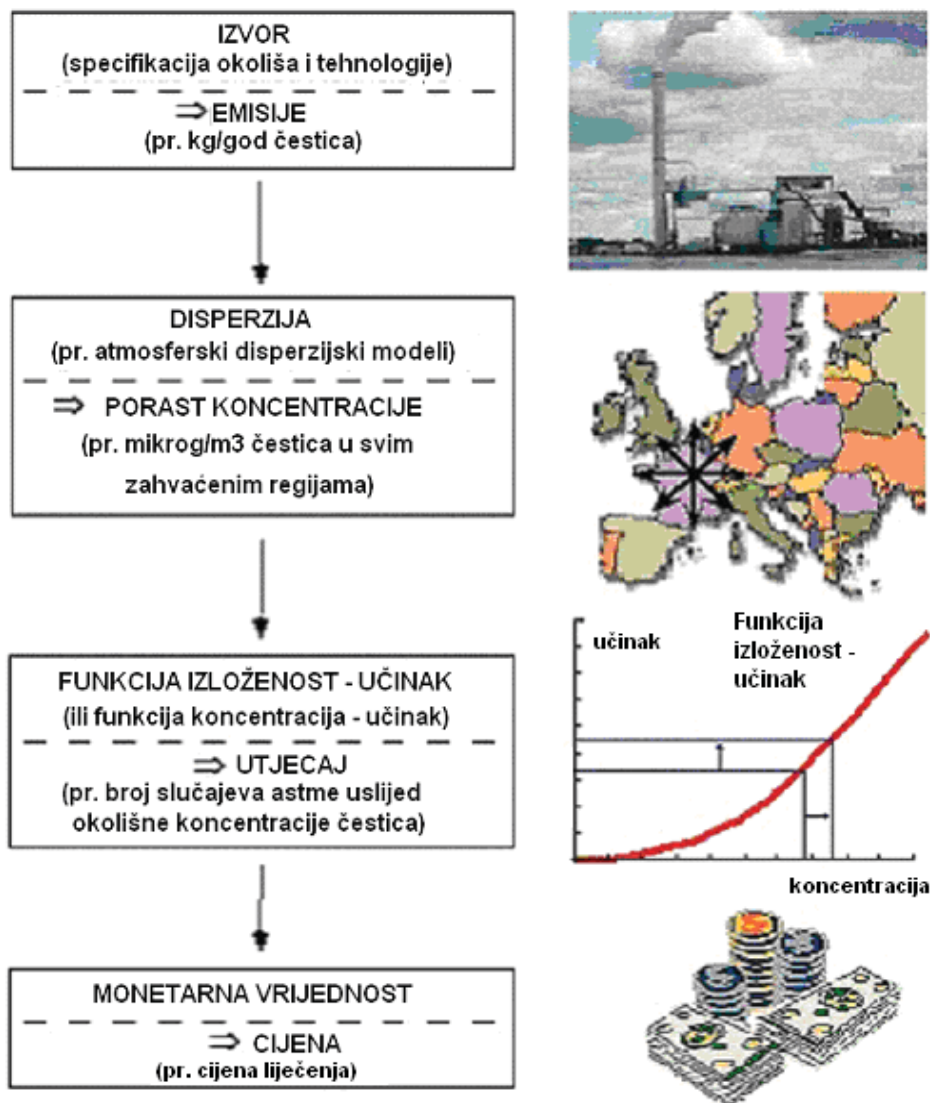 IZVOR
(specifikacija okoliša i tehnologije)
⇒ EMISIJE
(pr. kg/god čestica)
DISPERZIJA
(pr. atmosferski disperzijski modeli)
⇒ PORAST KONCENTRACIJE
(pr. mikrog/m3 čestica u svim
zahvaćenim regijama)
FUNKCIJA IZLOŽENOST - UČINAK
(ili funkcija koncentracija - učinak)
⇒ UTJECAJ
(pr. broj slučajeva astme uslijed
okolišne koncentracije čestica)
učinak
Funkcija
izloženost -
učinak
koncentracija
MONETARNA VRIJEDNOST
⇒ CIJENA
(pr. cijena liječenja)